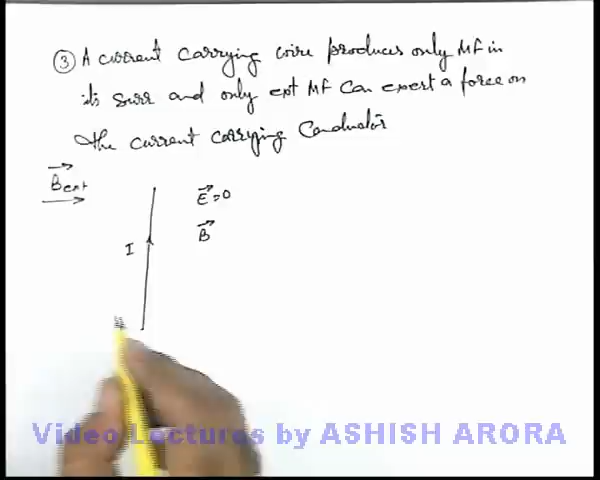 ③ A current carrying wire produces only MF in
its surr and only ext MF can exert a force on
the current carrying conductor
B⃗ext
E⃗=0
B⃗
I
Video Lectures by ASHISH ARORA